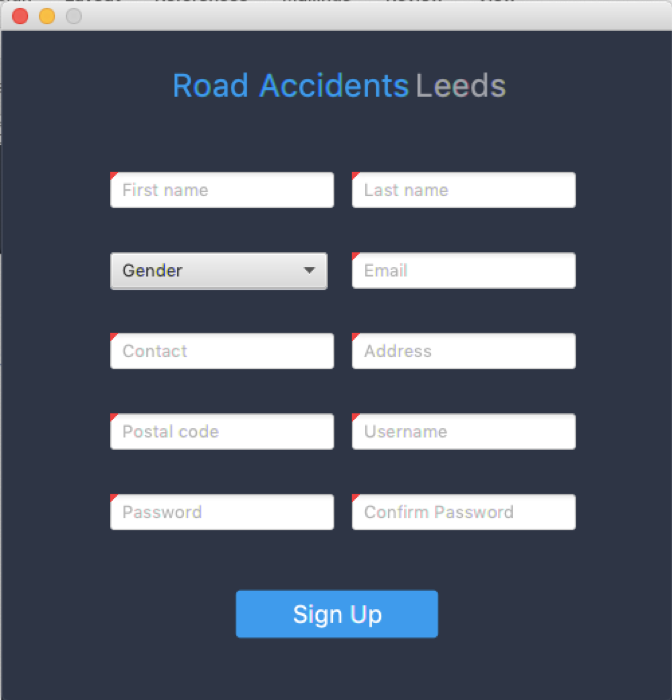 Road Accidents Leeds
First name Last name
Gender Email
Contact Address
Postal code Username
Password Confirm Password
Sign Up